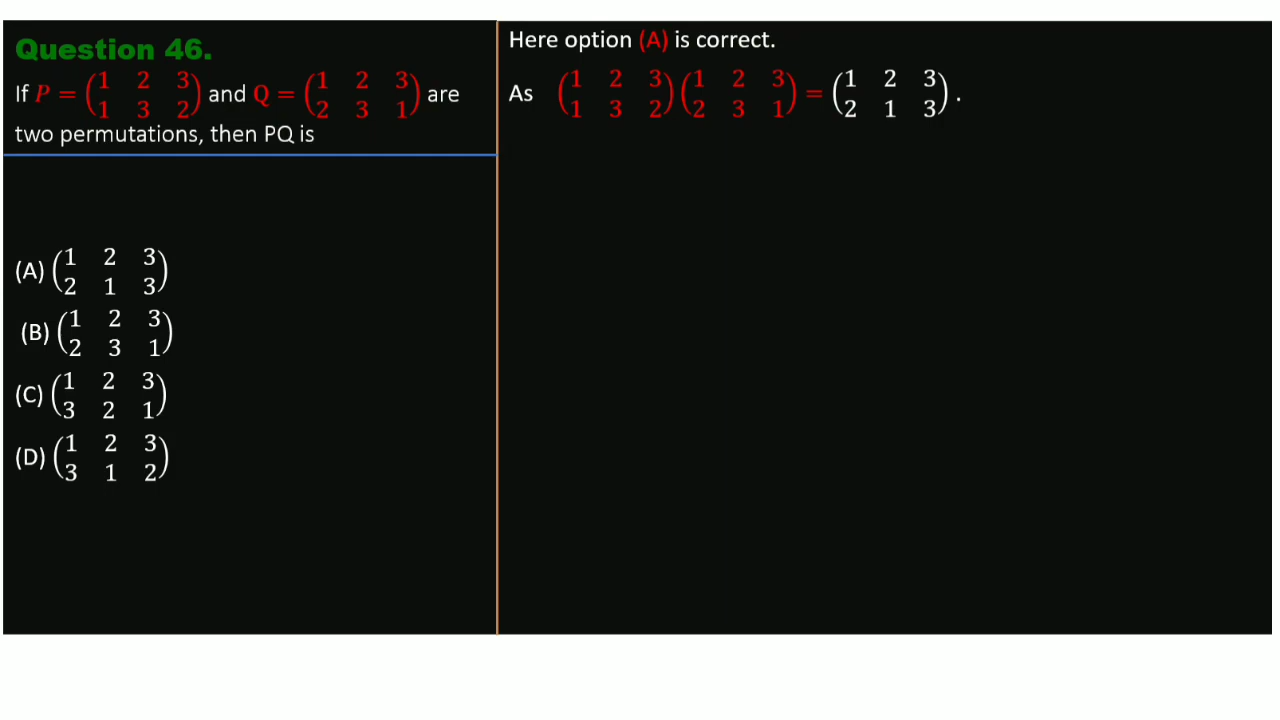 Question 46.
If P = (1 2 3
1 3 2) and Q = (1 2 3
2 3 1) are
two permutations, then PQ is
(A) (1 2 3
2 1 3)
(B) (1 2 3
2 3 1)
(C) (1 2 3
3 2 1)
(D) (1 2 3
3 1 2)
Here option (A) is correct.
As (1 2 3
1 3 2) (1 2 3
2 3 1) = (1 2 3
2 1 3) .